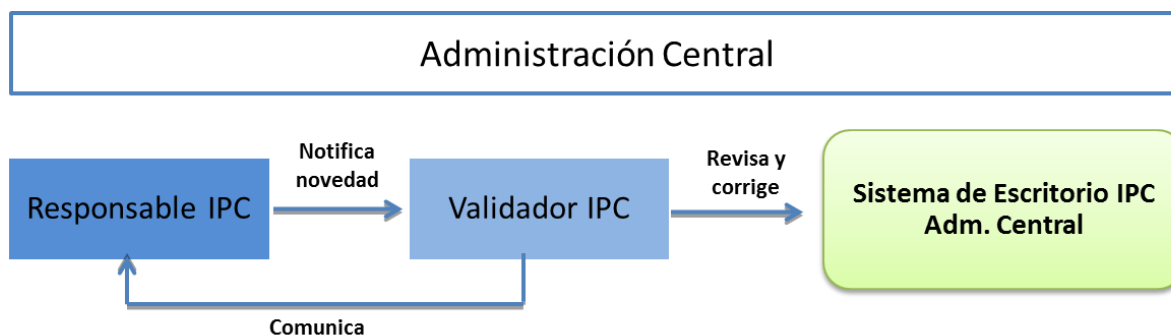 Administración Central
Notifica
novedad
Revisa y
corrige
Responsable IPC
Validador IPC
Sistema de Escritorio IPC
Adm. Central
Comunica